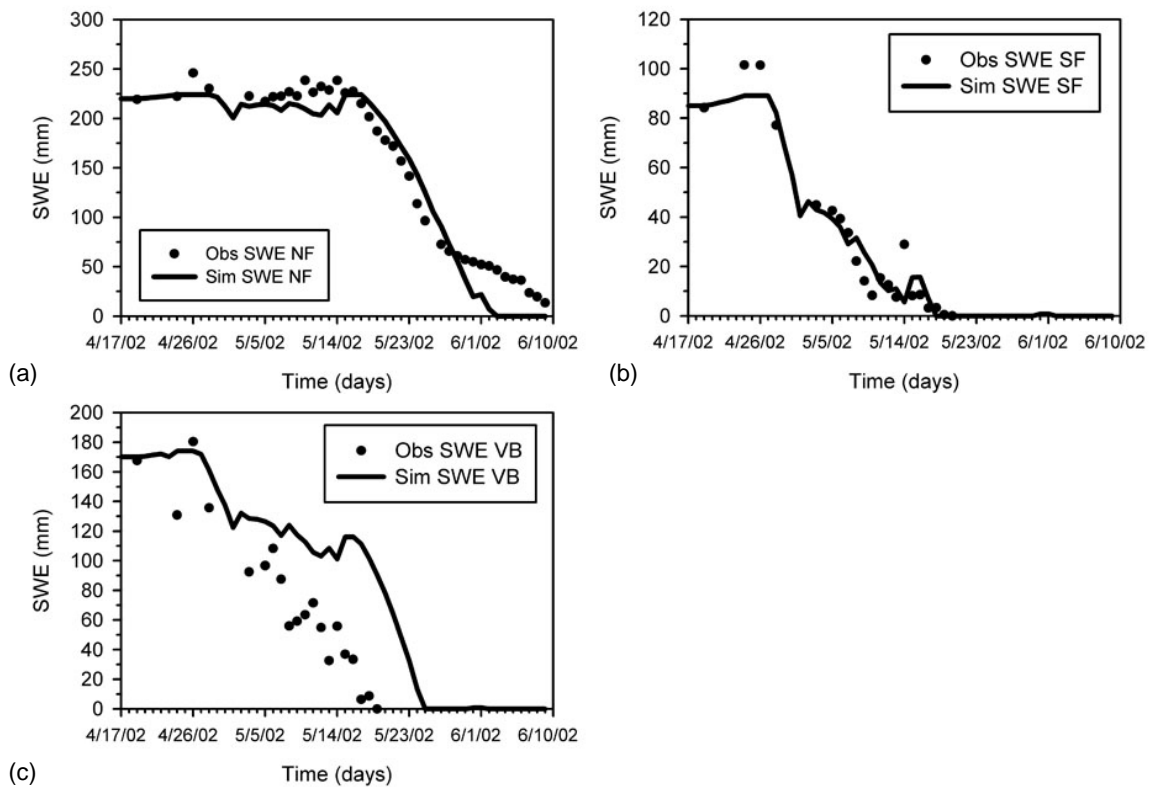 300
250
200
150
100
50
0
SWE (mm)
Obs SWE NF
Sim SWE NF
4/17/02 4/26/02 5/5/02 5/14/02 5/23/02 6/1/02 6/10/02
Time (days)
(a)
120
100
80
60
40
20
0
SWE (mm)
Obs SWE SF
Sim SWE SF
4/17/02 4/26/02 5/5/02 5/14/02 5/23/02 6/1/02 6/10/02
Time (days)
(b)
200
180
160
140
120
100
80
60
40
20
0
SWE (mm)
Obs SWE VB
Sim SWE VB
4/17/02 4/26/02 5/5/02 5/14/02 5/23/02 6/1/02 6/10/02
Time (days)
(c)